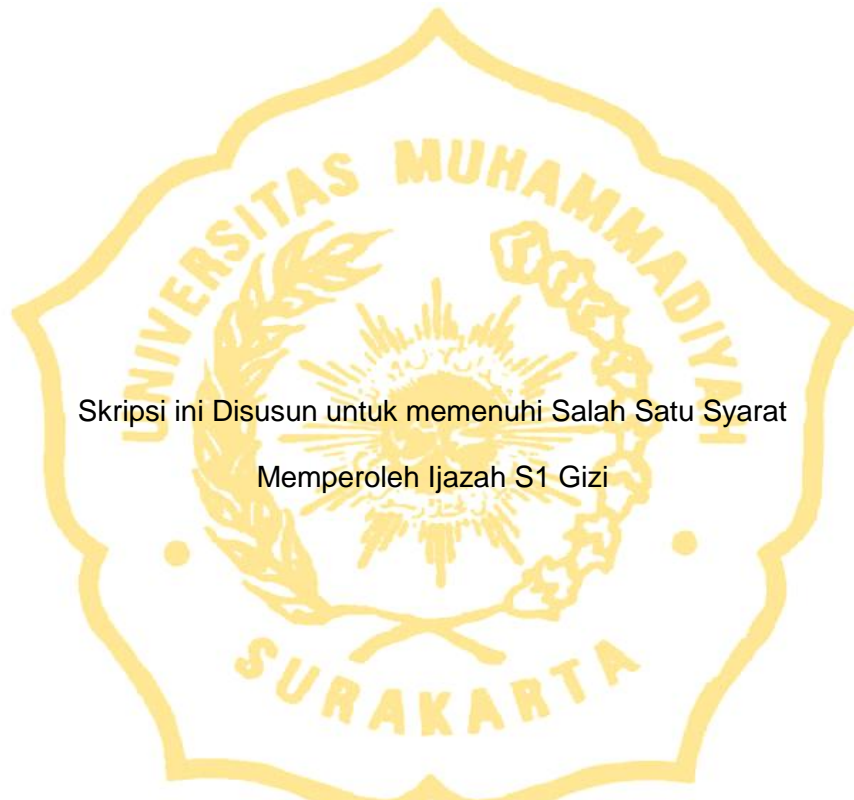 UNIVERSITAS MUHAMMADIYAH
Skripsi ini Disusun untuk memenuhi Salah Satu Syarat
Memperoleh Ijazah S1 Gizi
SURAKARTA